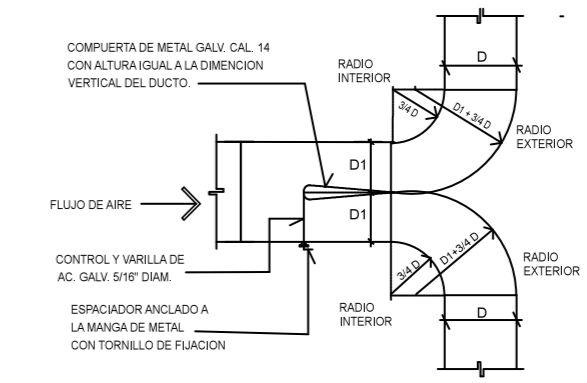 COMPUERTA DE METAL GALV. CAL. 14
CON ALTURA IGUAL A LA DIMENCION
VERTICAL DEL DUCTO.
RADIO
INTERIOR
D
3/4 D
D1+3/4 D
RADIO
EXTERIOR
D1
D1
FLUJO DE AIRE
CONTROL Y VARILLA DE
AC. GALV. 5/16" DIAM.
3/4 D
D1+3/4 D
RADIO
EXTERIOR
ESPACIADOR ANCLADO A
LA MANGA DE METAL
CON TORNILLO DE FIJACION
RADIO
INTERIOR
D